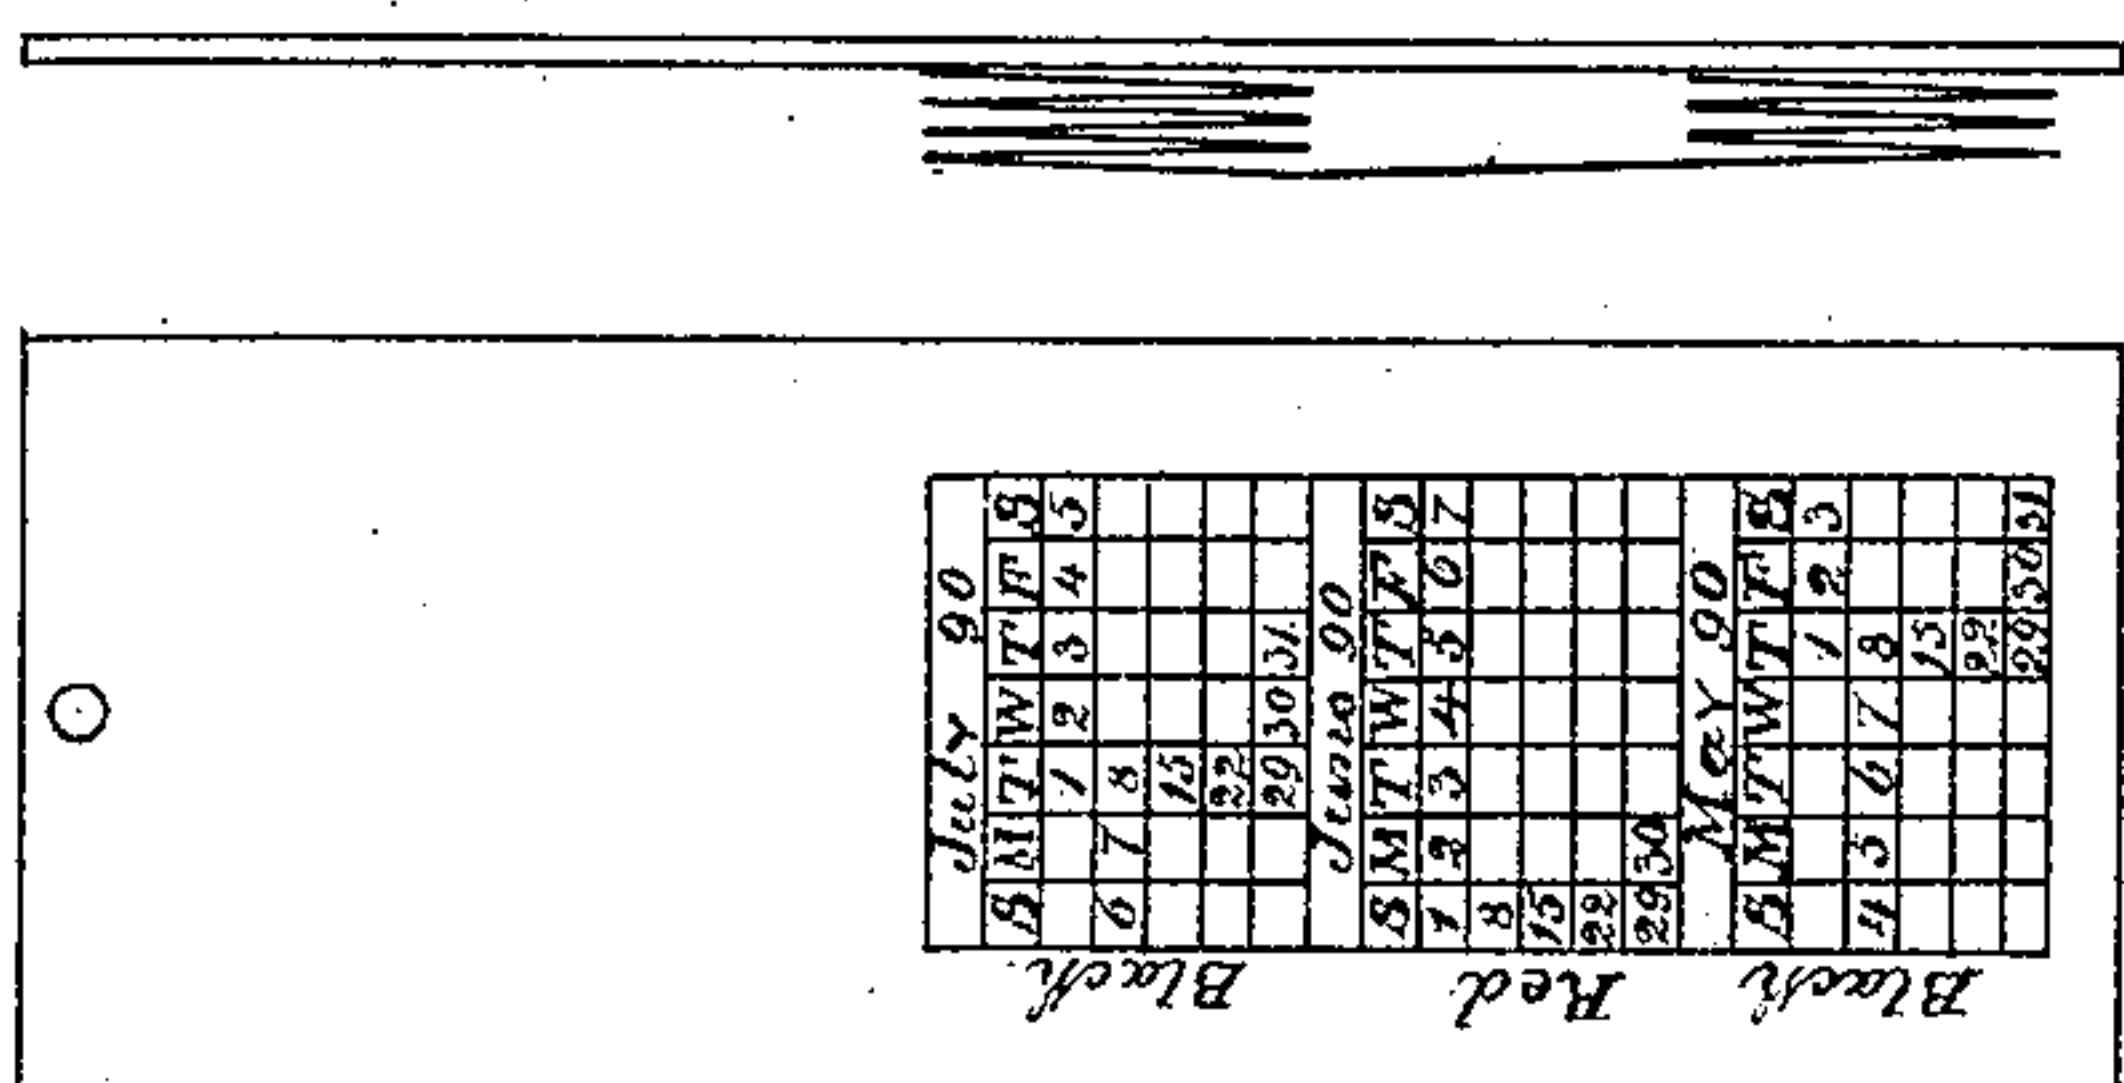 July 90
S M T W T F S
1 2 3 4 5
6 7 8
15
22
29 30 31
Black
June 90
S M T W T F S
1 2 3 4 5 6 7
8
15
22
29 30
Red
May 90
S M T W T F S
1 2 3
4 5 6 7 8
15
22
29 30 31
Black